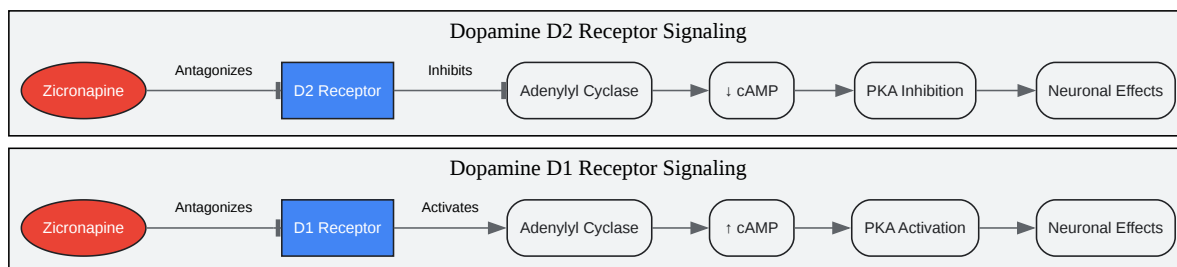 Dopamine D2 Receptor Signaling
Antagonizes
Inhibits
Zicronapine
D2 Receptor
Adenylyl Cyclase
↓ cAMP
PKA Inhibition
Neuronal Effects
Dopamine D1 Receptor Signaling
Antagonizes
Activates
Zicronapine
D1 Receptor
Adenylyl Cyclase
↑ cAMP
PKA Activation
Neuronal Effects